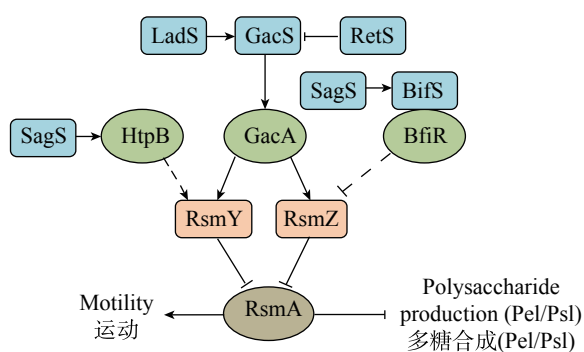 LadS
GacS
RetS
SagS
BifS
SagS
HtpB
GacA
BfiR
RsmY
RsmZ
RsmA
Motility
运动
Polysaccharide
production (Pel/Psl)
多糖合成(Pel/Psl)